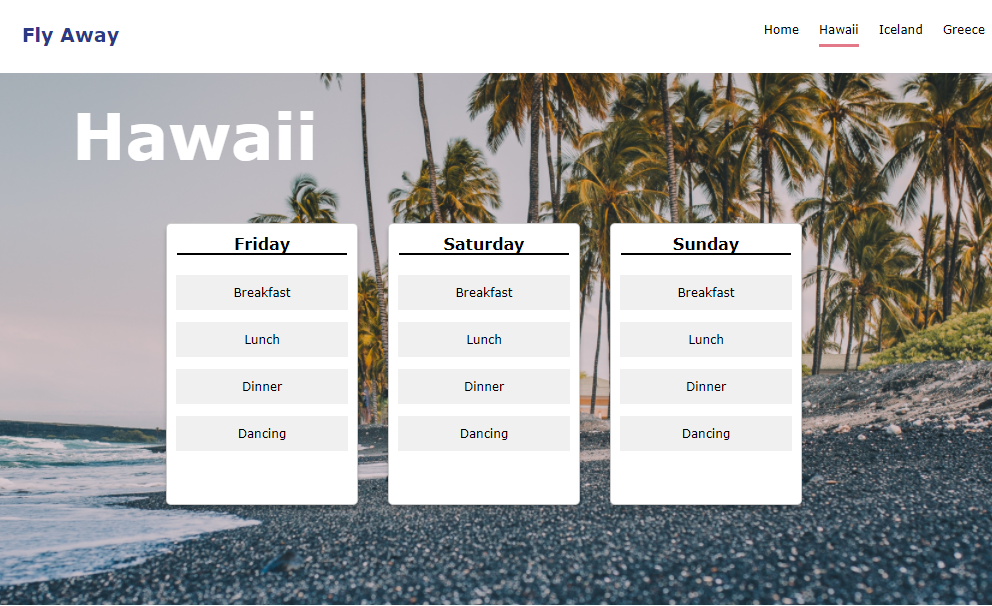 Fly Away
Home Hawaii Iceland Greece
Hawaii
Friday
Breakfast
Lunch
Dinner
Dancing
Saturday
Breakfast
Lunch
Dinner
Dancing
Sunday
Breakfast
Lunch
Dinner
Dancing